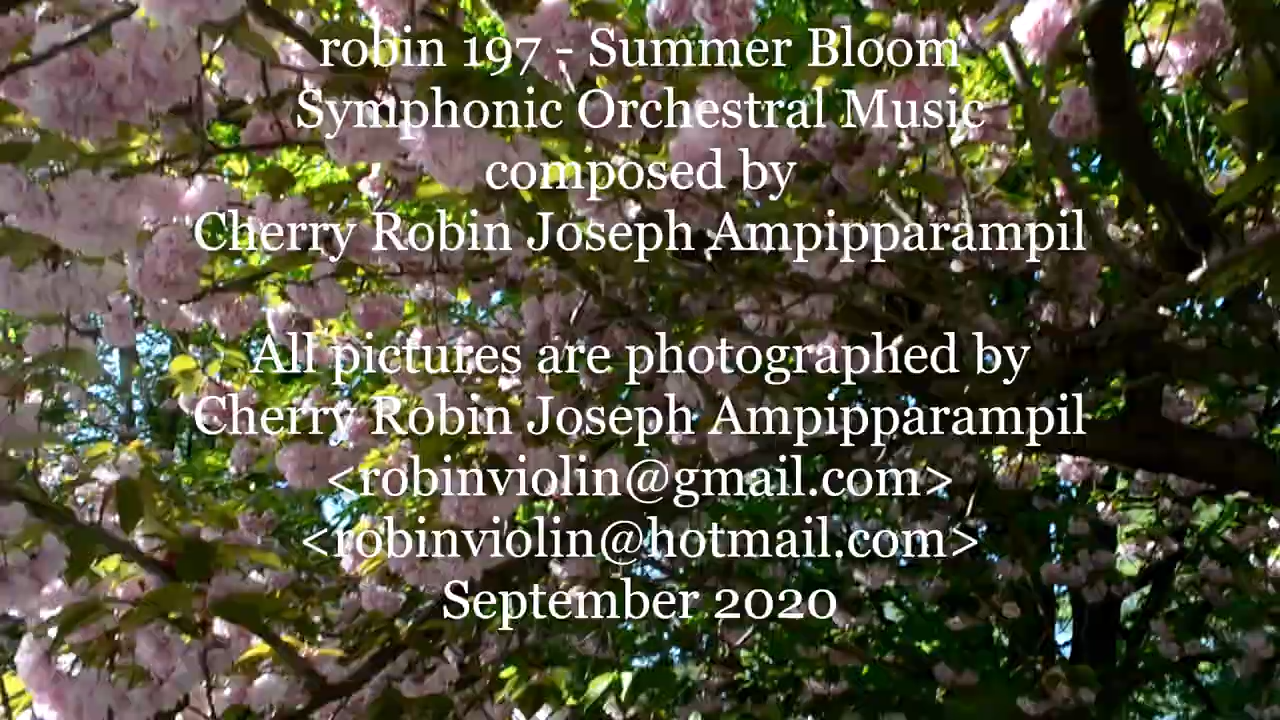 robin 197 - Summer Bloom
Symphonic Orchestral Music
composed by
Cherry Robin Joseph Ampipparampil
All pictures are photographed by
Cherry Robin Joseph Ampipparampil
<robinviolin@gmail.com>
<robinviolin@hotmail.com>
September 2020